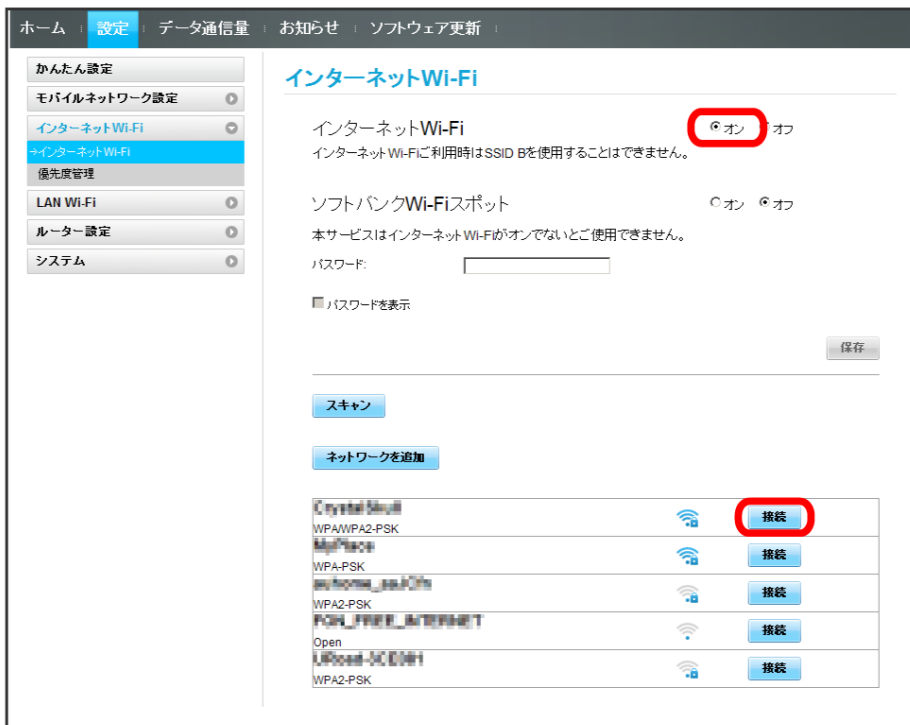 ホーム 設定 データ通信量 お知らせ ソフトウェア更新
かんたん設定
モバイルネットワーク設定
インターネットWi-Fi
→インターネットWi-Fi
優先度管理
LAN Wi-Fi
ルーター設定
システム
インターネットWi-Fi
インターネットWi-Fi オン オフ
インターネットWi-Fiご利用時はSSID Bを使用することはできません。
ソフトバンクWi-Fiスポット オン オフ
本サービスはインターネットWi-Fiがオンでないとご使用できません。
パスワード:
パスワードを表示
保存
スキャン
ネットワークを追加
WPA/WPA2-PSK 接続
WPA-PSK 接続
WPA2-PSK 接続
Open 接続
WPA2-PSK 接続